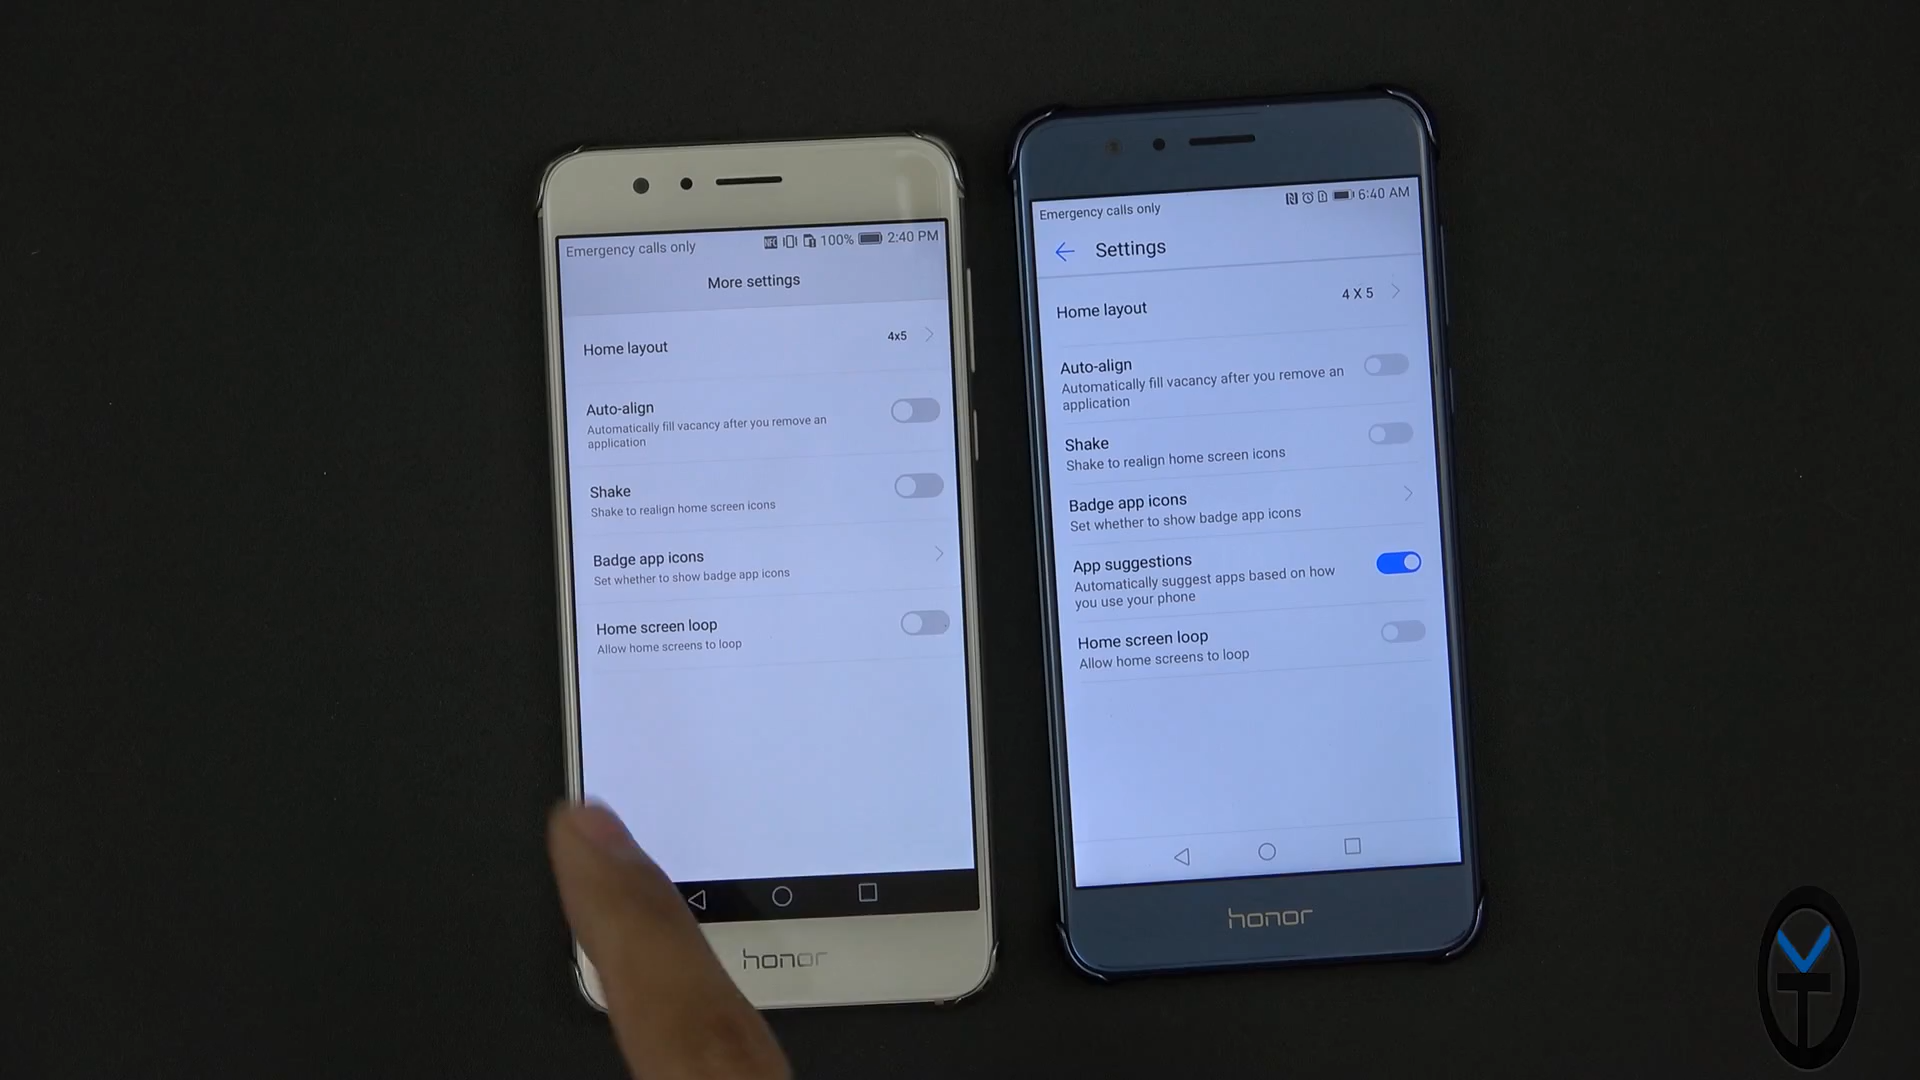 Emergency calls only
100% 2:40 PM
More settings
Home layout
4x5
Auto-align
Automatically fill vacancy after you remove an
application
Shake
Shake to realign home screen icons
Badge app icons
Set whether to show badge app icons
Home screen loop
Allow home screens to loop
honor
Emergency calls only
6:40 AM
Settings
Home layout
4 X 5
Auto-align
Automatically fill vacancy after you remove an
application
Shake
Shake to realign home screen icons
Badge app icons
Set whether to show badge app icons
App suggestions
Automatically suggest apps based on how
you use your phone
Home screen loop
Allow home screens to loop
honor